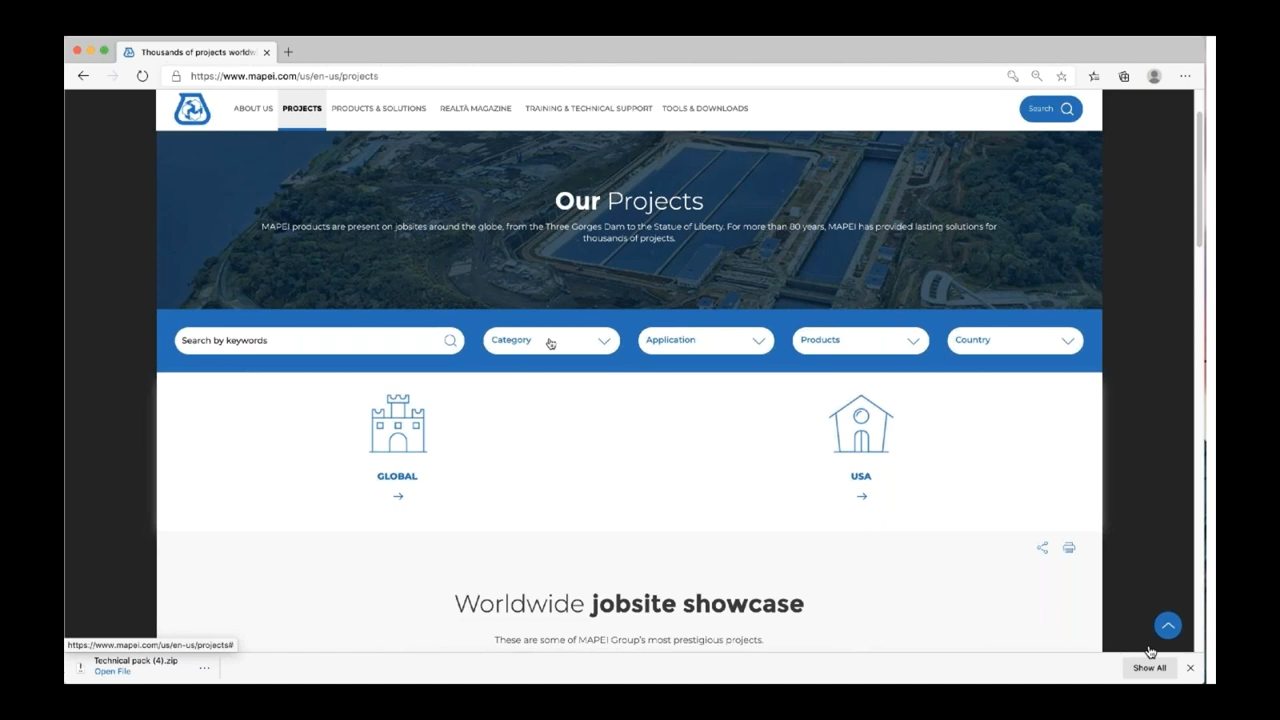 Thousands of projects worldw
https://www.mapei.com/us/en-us/projects
ABOUT US PROJECTS PRODUCTS & SOLUTIONS REALTÀ MAGAZINE TRAINING & TECHNICAL SUPPORT TOOLS & DOWNLOADS Search
Our Projects
MAPEI products are present on jobsites around the globe, from the Three Gorges Dam to the Statue of Liberty. For more than 80 years, MAPEI has provided lasting solutions for
thousands of projects.
Search by keywords Category Application Products Country
GLOBAL USA
Worldwide jobsite showcase
These are some of MAPEI Group's most prestigious projects.
https://www.mapei.com/us/en-us/projects#
Technical pack (4).zip
Open File
Show All